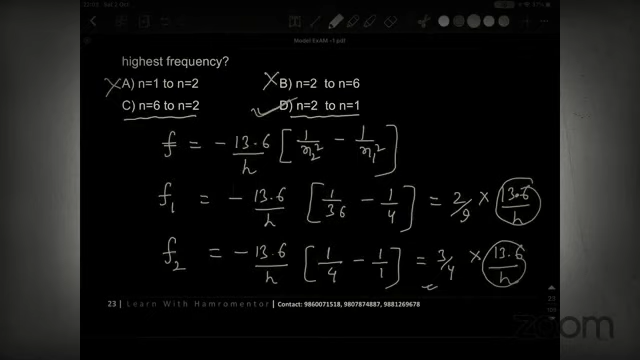 Model ExAM -1.pdf
highest frequency?
A) n=1 to n=2 B) n=2 to n=6
C) n=6 to n=2 D) n=2 to n=1
f = - 13.6/h [ 1/n₂² - 1/n₁² ]
f₁ = - 13.6/h [ 1/36 - 1/4 ] = 2/9 × 13.6/h
f₂ = - 13.6/h [ 1/4 - 1/1 ] = 3/4 × 13.6/h
23 | Learn With Hamromentor | Contact: 9860071518, 9807874887, 9881269678
zoom